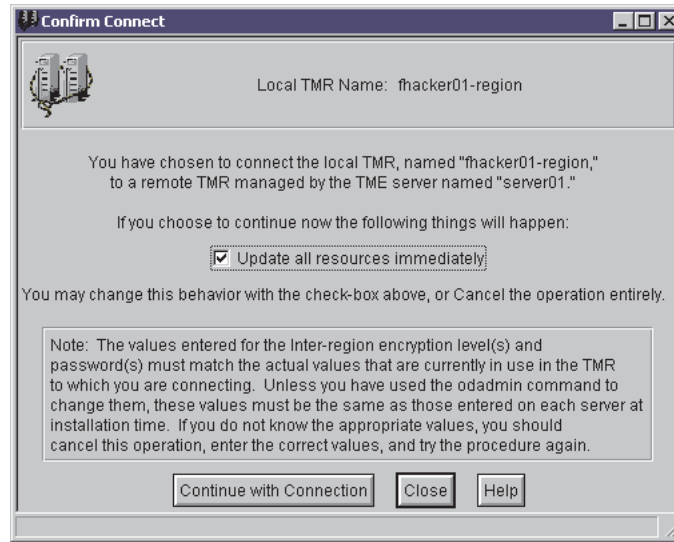 Confirm Connect
Local TMR Name: fhacker01-region
You have chosen to connect the local TMR, named "fhacker01-region,"
to a remote TMR managed by the TME server named "server01."
If you choose to continue now the following things will happen:
Update all resources immediately
You may change this behavior with the check-box above, or Cancel the operation entirely.
Note: The values entered for the Inter-region encryption level(s) and
password(s) must match the actual values that are currently in use in the TMR
to which you are connecting. Unless you have used the odadmin command to
change them, these values must be the same as those entered on each server at
installation time. If you do not know the appropriate values, you should
cancel this operation, enter the correct values, and try the procedure again.
Continue with Connection
Close
Help